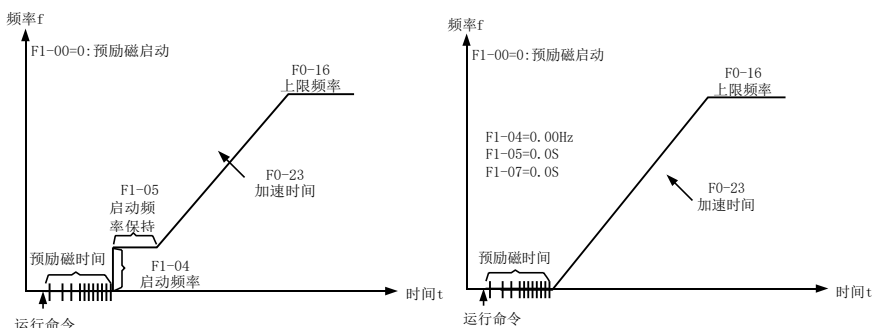 频率f
F1-00=0:预励磁启动
F0-16
上限频率
F0-23
加速时间
F1-05
启动频
率保持
预励磁时间
F1-04
启动频率
时间t
运行命令
频率f
F1-00=0:预励磁启动
F0-16
上限频率
F1-04=0.00Hz
F1-05=0.0S
F1-07=0.0S
F0-23
加速时间
预励磁时间
时间t
运行命令